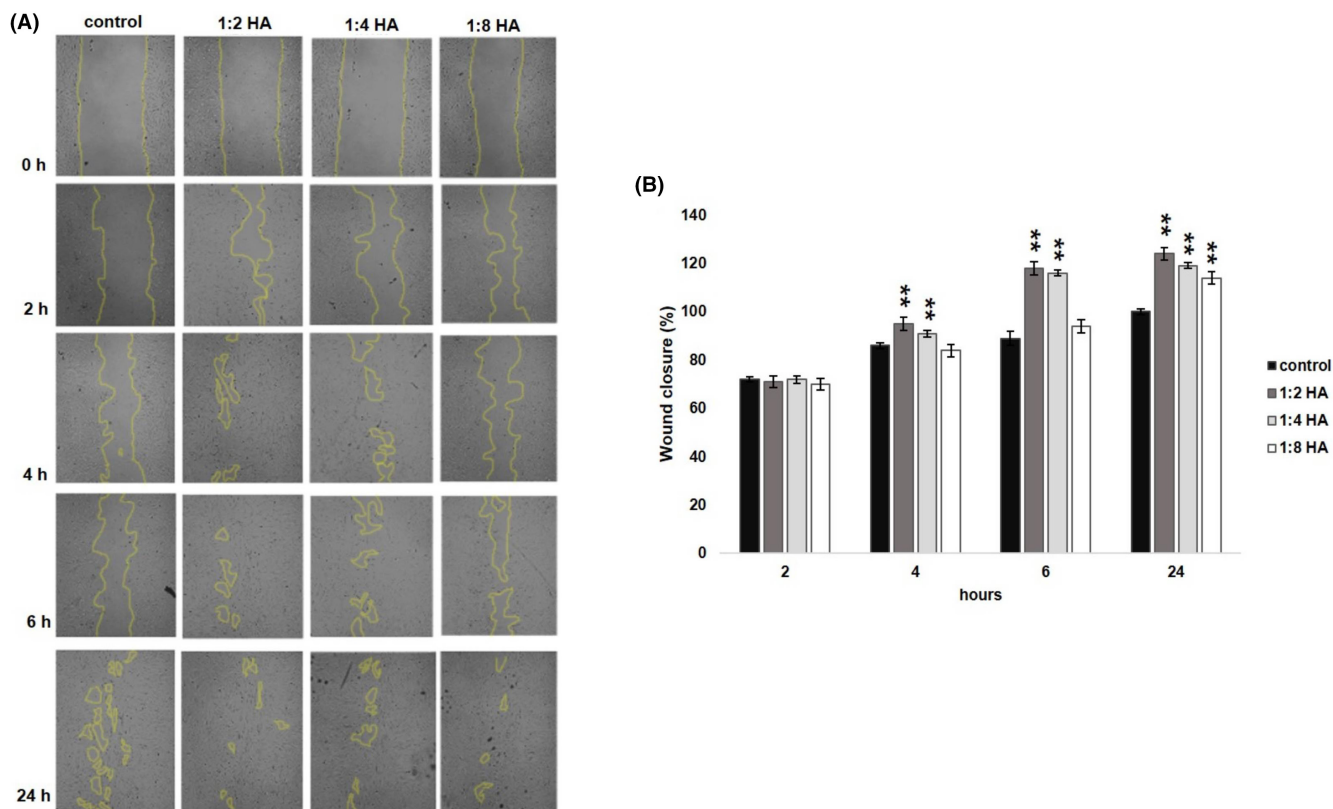 (A)
control 1:2 HA 1:4 HA 1:8 HA
0 h
2 h
4 h
6 h
24 h
(B)
140
120
100
80
60
40
20
0
Wound closure (%)
** **
** **
** ** **
2 4 6 24
hours
control
1:2 HA
1:4 HA
1:8 HA